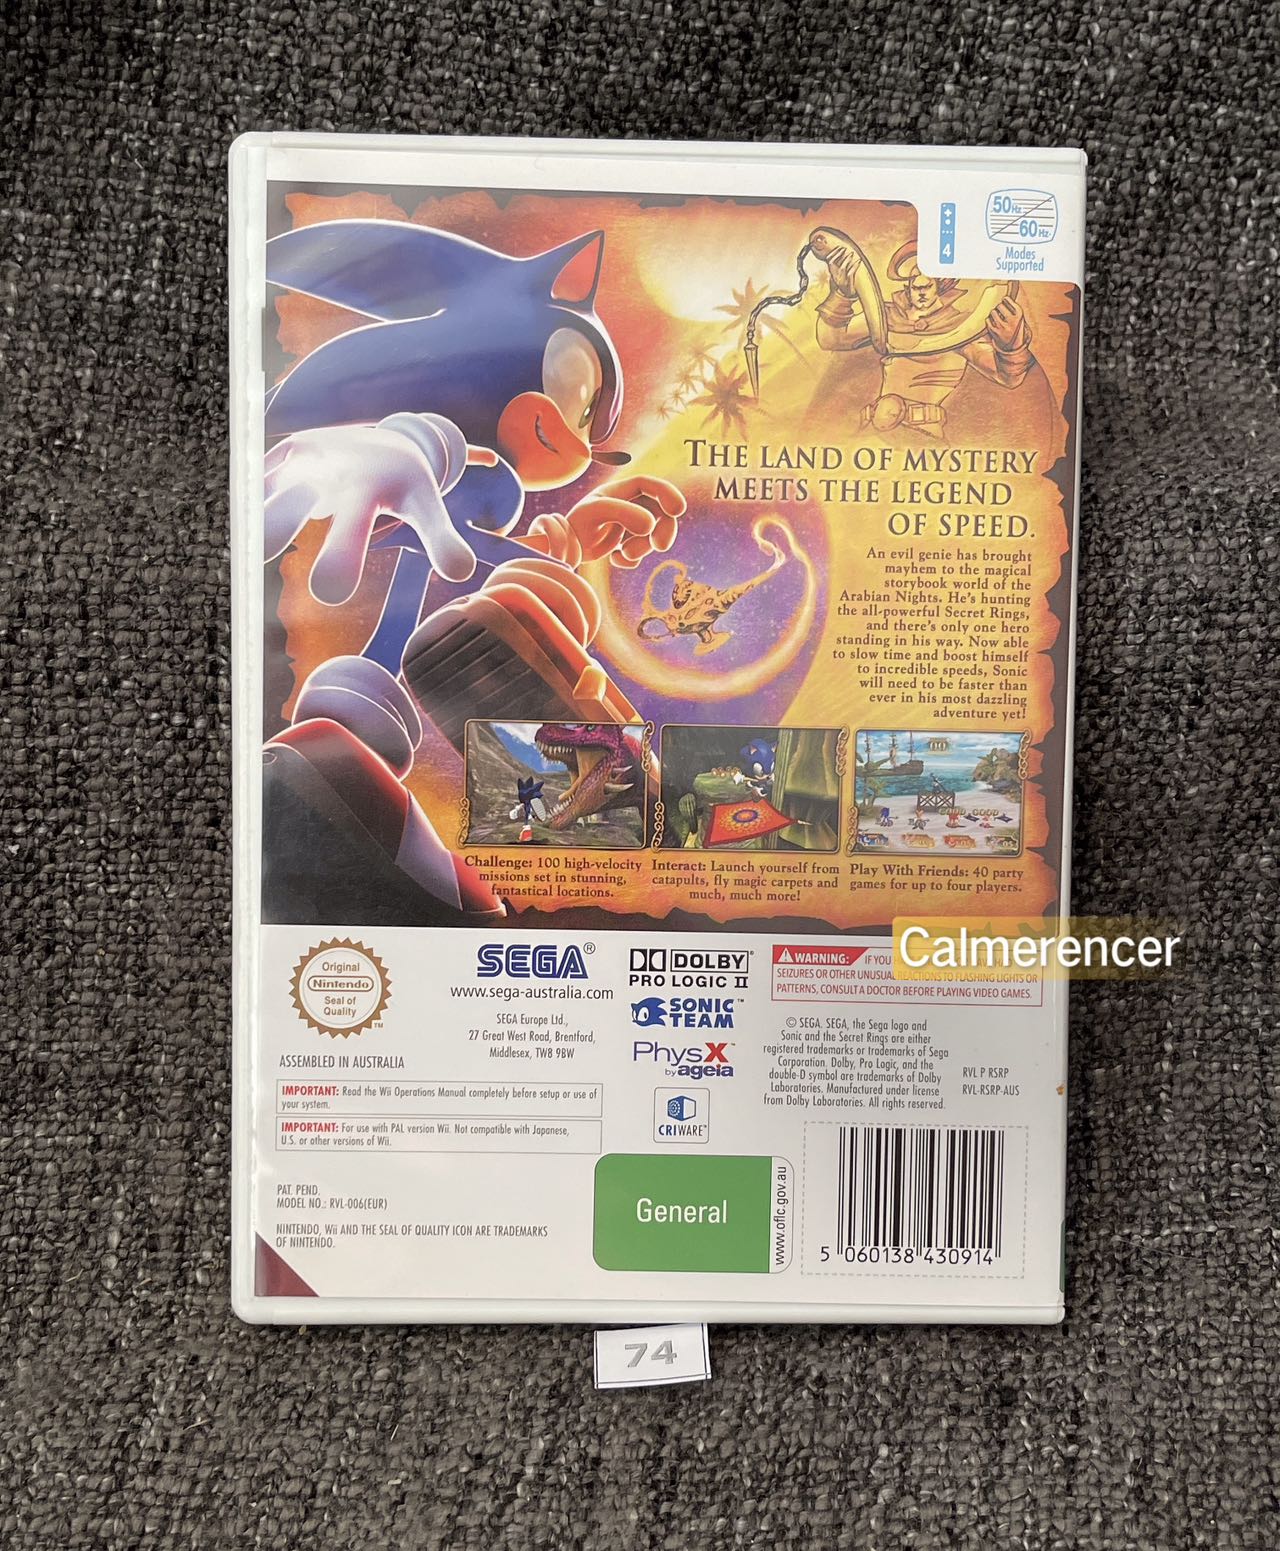 50Hz
60Hz
Modes
Supported
4
THE LAND OF MYSTERY
MEETS THE LEGEND
OF SPEED.
An evil genie has brought
mayhem to the magical
storybook world of the
Arabian Nights. He's hunting
the all-powerful Secret Rings,
and there's only one hero
standing in his way. Now able
to slow time and boost himself
to incredible speeds, Sonic
will need to be faster than
ever in his most dazzling
adventure yet!
Challenge: 100 high-velocity
missions set in stunning,
fantastical locations.
Interact: Launch yourself from
catapults, fly magic carpets and
much, much more!
Play With Friends: 40 party
games for up to four players.
Calmerencer
Original
Nintendo
Seal of
Quality
TM
ASSEMBLED IN AUSTRALIA
SEGA®
www.sega-australia.com
SEGA Europe Ltd.,
27 Great West Road, Brentford,
Middlesex, TW8 9BW
DOLBY®
PRO LOGIC II
SONIC
TEAM™
PhysX™
by ageia
CRIWARE™
WARNING: IF YOU
SEIZURES OR OTHER UNUSUAL REACTIONS TO FLASHING LIGHTS OR
PATTERNS, CONSULT A DOCTOR BEFORE PLAYING VIDEO GAMES.
© SEGA. SEGA, the Sega logo and
Sonic and the Secret Rings are either
registered trademarks or trademarks of Sega
Corporation. Dolby, Pro Logic, and the
double-D symbol are trademarks of Dolby
Laboratories. Manufactured under license
from Dolby Laboratories. All rights reserved.
RVL P RSRP
RVL-RSRP-AUS
IMPORTANT: Read the Wii Operations Manual completely before setup or use of
your system.
IMPORTANT: For use with PAL version Wii. Not compatible with Japanese,
U.S. or other versions of Wii.
PAT. PEND.
MODEL NO.: RVL-006(EUR)
NINTENDO, Wii AND THE SEAL OF QUALITY ICON ARE TRADEMARKS
OF NINTENDO.
General
www.oflc.gov.au
5 060138 430914
74